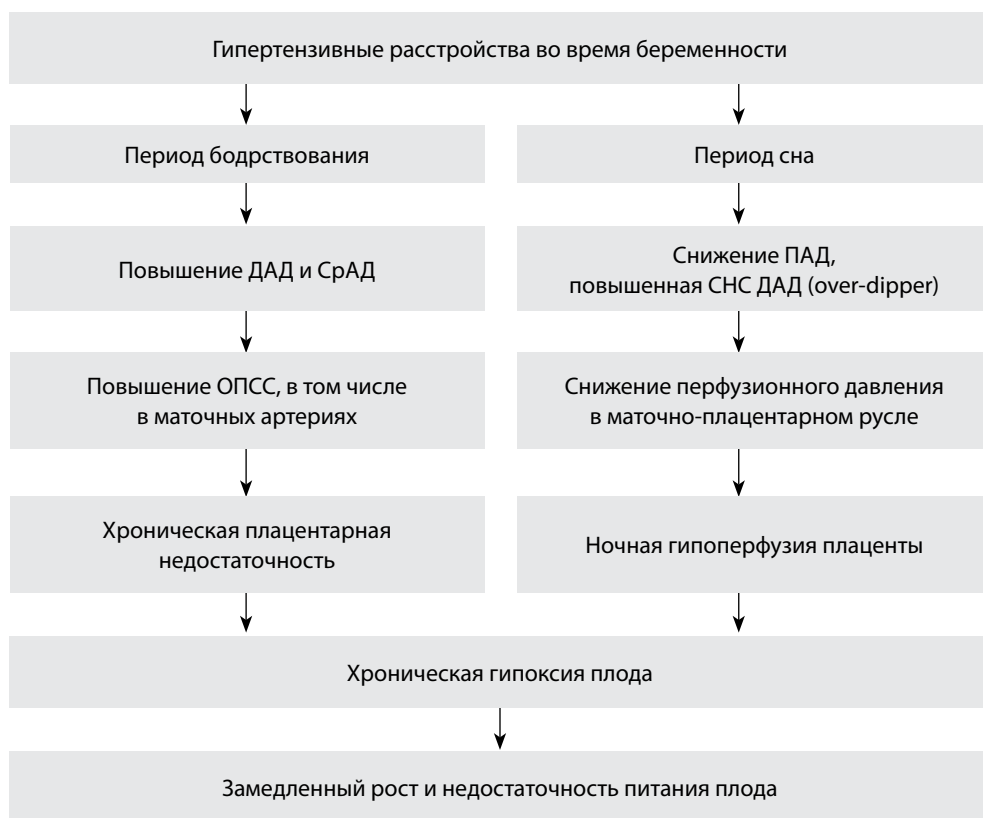 Гипертензивные расстройства во время беременности
Период бодрствования
Период сна
Повышение ДАД и СрАД
Снижение ПАД,
повышенная СНС ДАД (over-dipper)
Повышение ОПСС, в том числе
в маточных артериях
Снижение перфузионного давления
в маточно-плацентарном русле
Хроническая плацентарная
недостаточность
Ночная гипоперфузия плаценты
Хроническая гипоксия плода
Замедленный рост и недостаточность питания плода